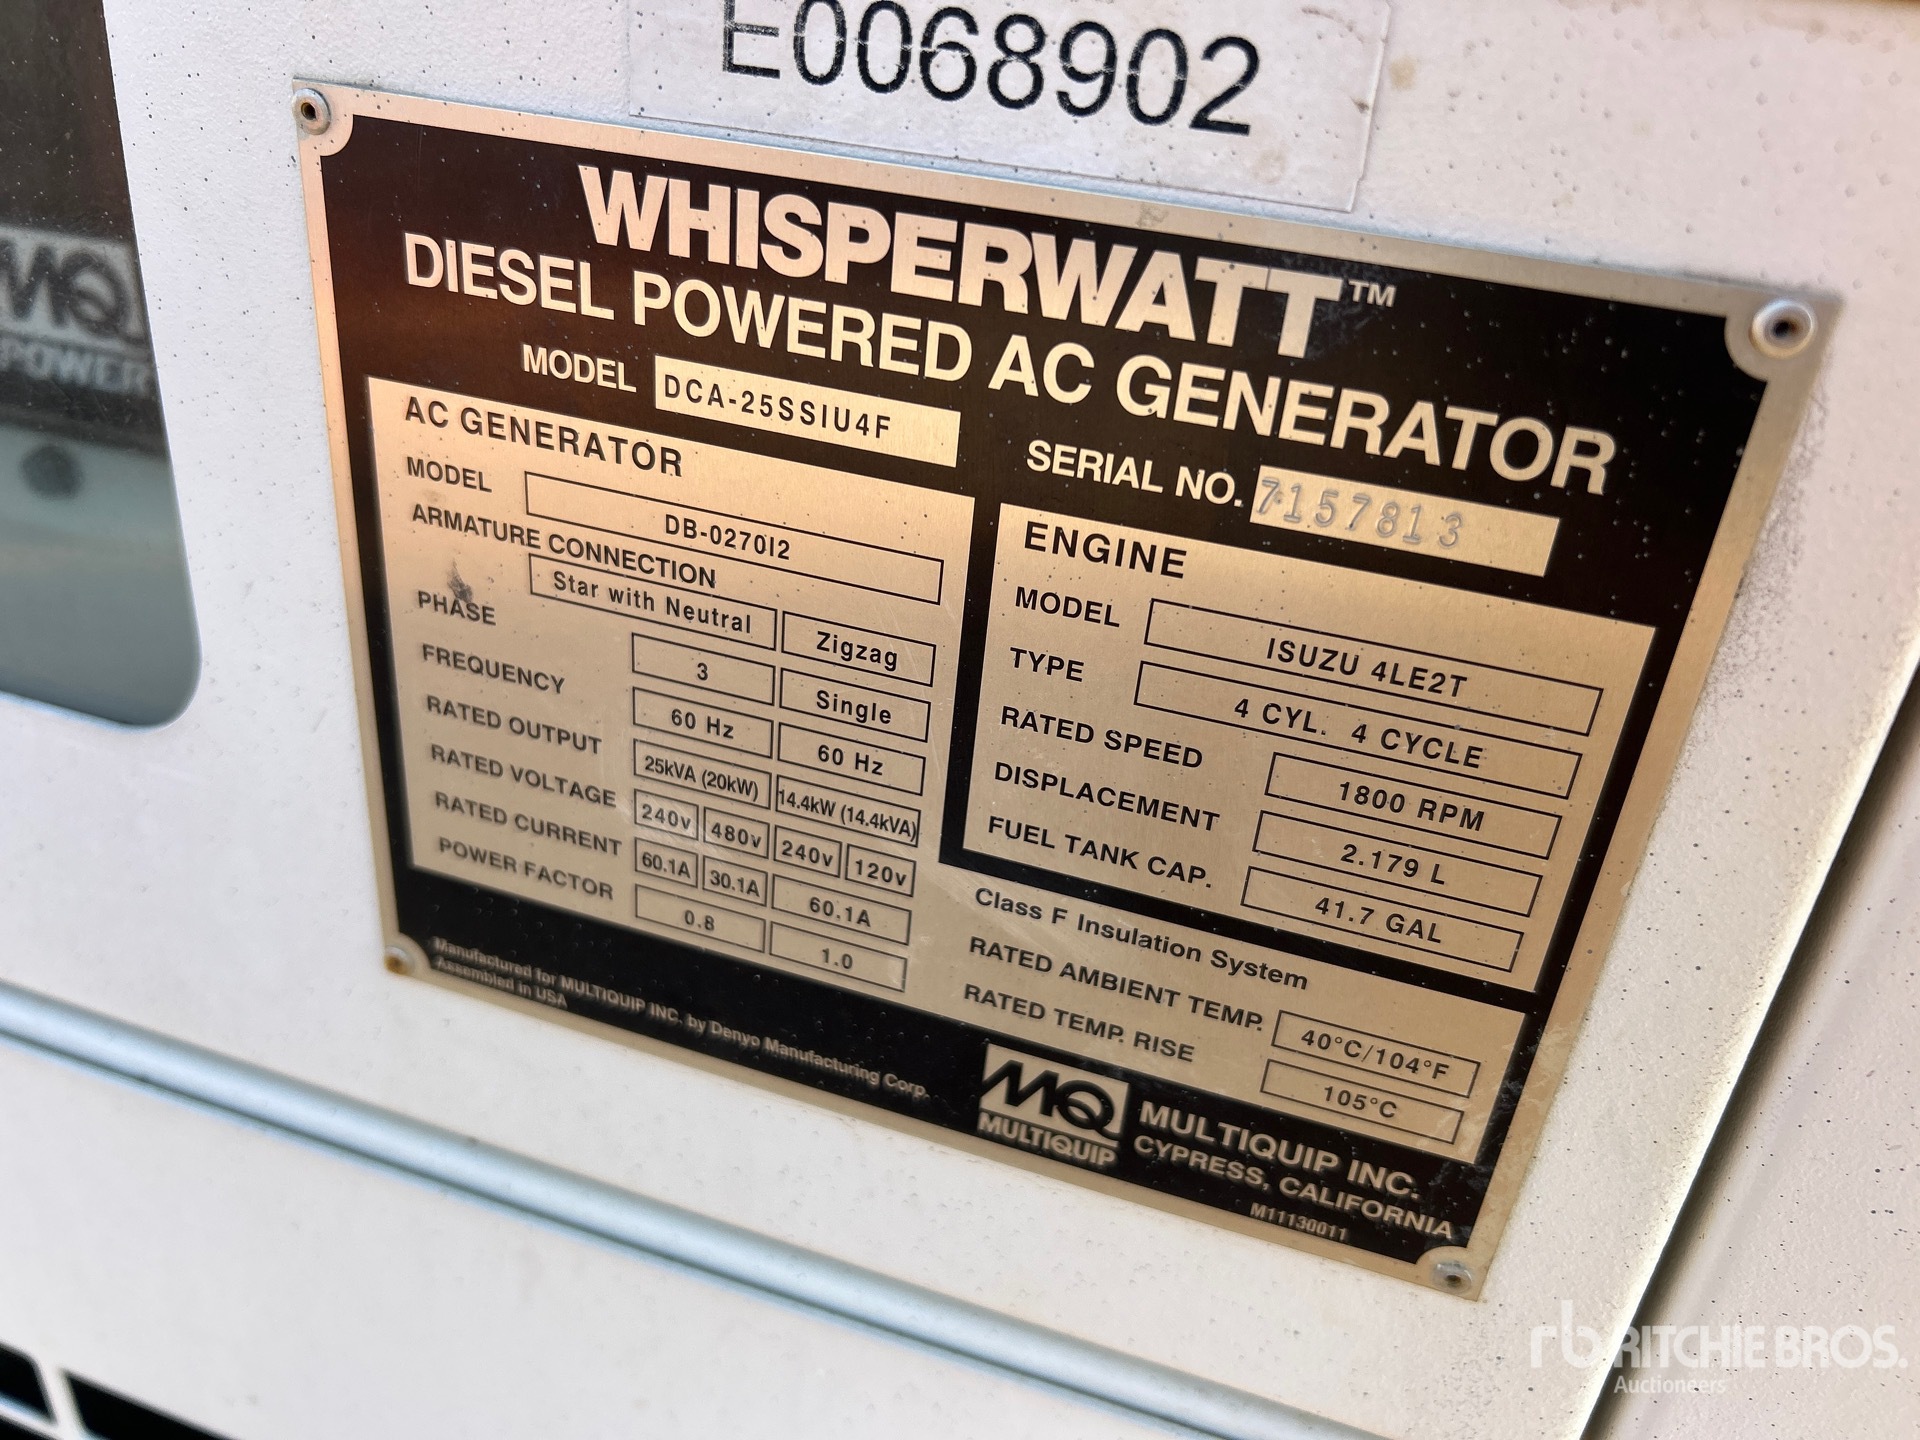 E0068902
WHISPERWATT™
DIESEL POWERED AC GENERATOR
MODEL DCA-25SSIU4F
SERIAL NO. 7157813
AC GENERATOR
MODEL DB-0270I2
ARMATURE CONNECTION
Star with Neutral Zigzag
PHASE 3 Single
FREQUENCY 60 Hz 60 Hz
RATED OUTPUT 25kVA (20kW) 14.4kW (14.4kVA)
RATED VOLTAGE 240v 480v 240v 120v
RATED CURRENT 60.1A 30.1A 60.1A
POWER FACTOR 0.8 1.0
ENGINE
MODEL ISUZU 4LE2T
TYPE 4 CYL. 4 CYCLE
RATED SPEED 1800 RPM
DISPLACEMENT 2.179 L
FUEL TANK CAP. 41.7 GAL
Class F Insulation System
RATED AMBIENT TEMP. 40°C/104°F
RATED TEMP. RISE 105°C
Manufactured for MULTIQUIP INC. by Denyo Manufacturing Corp.
Assembled in USA
MQ
MULTIQUIP
MULTIQUIP INC.
CYPRESS, CALIFORNIA
M11130011
MQ
POWER
rb RITCHIE BROS.
Auctioneers